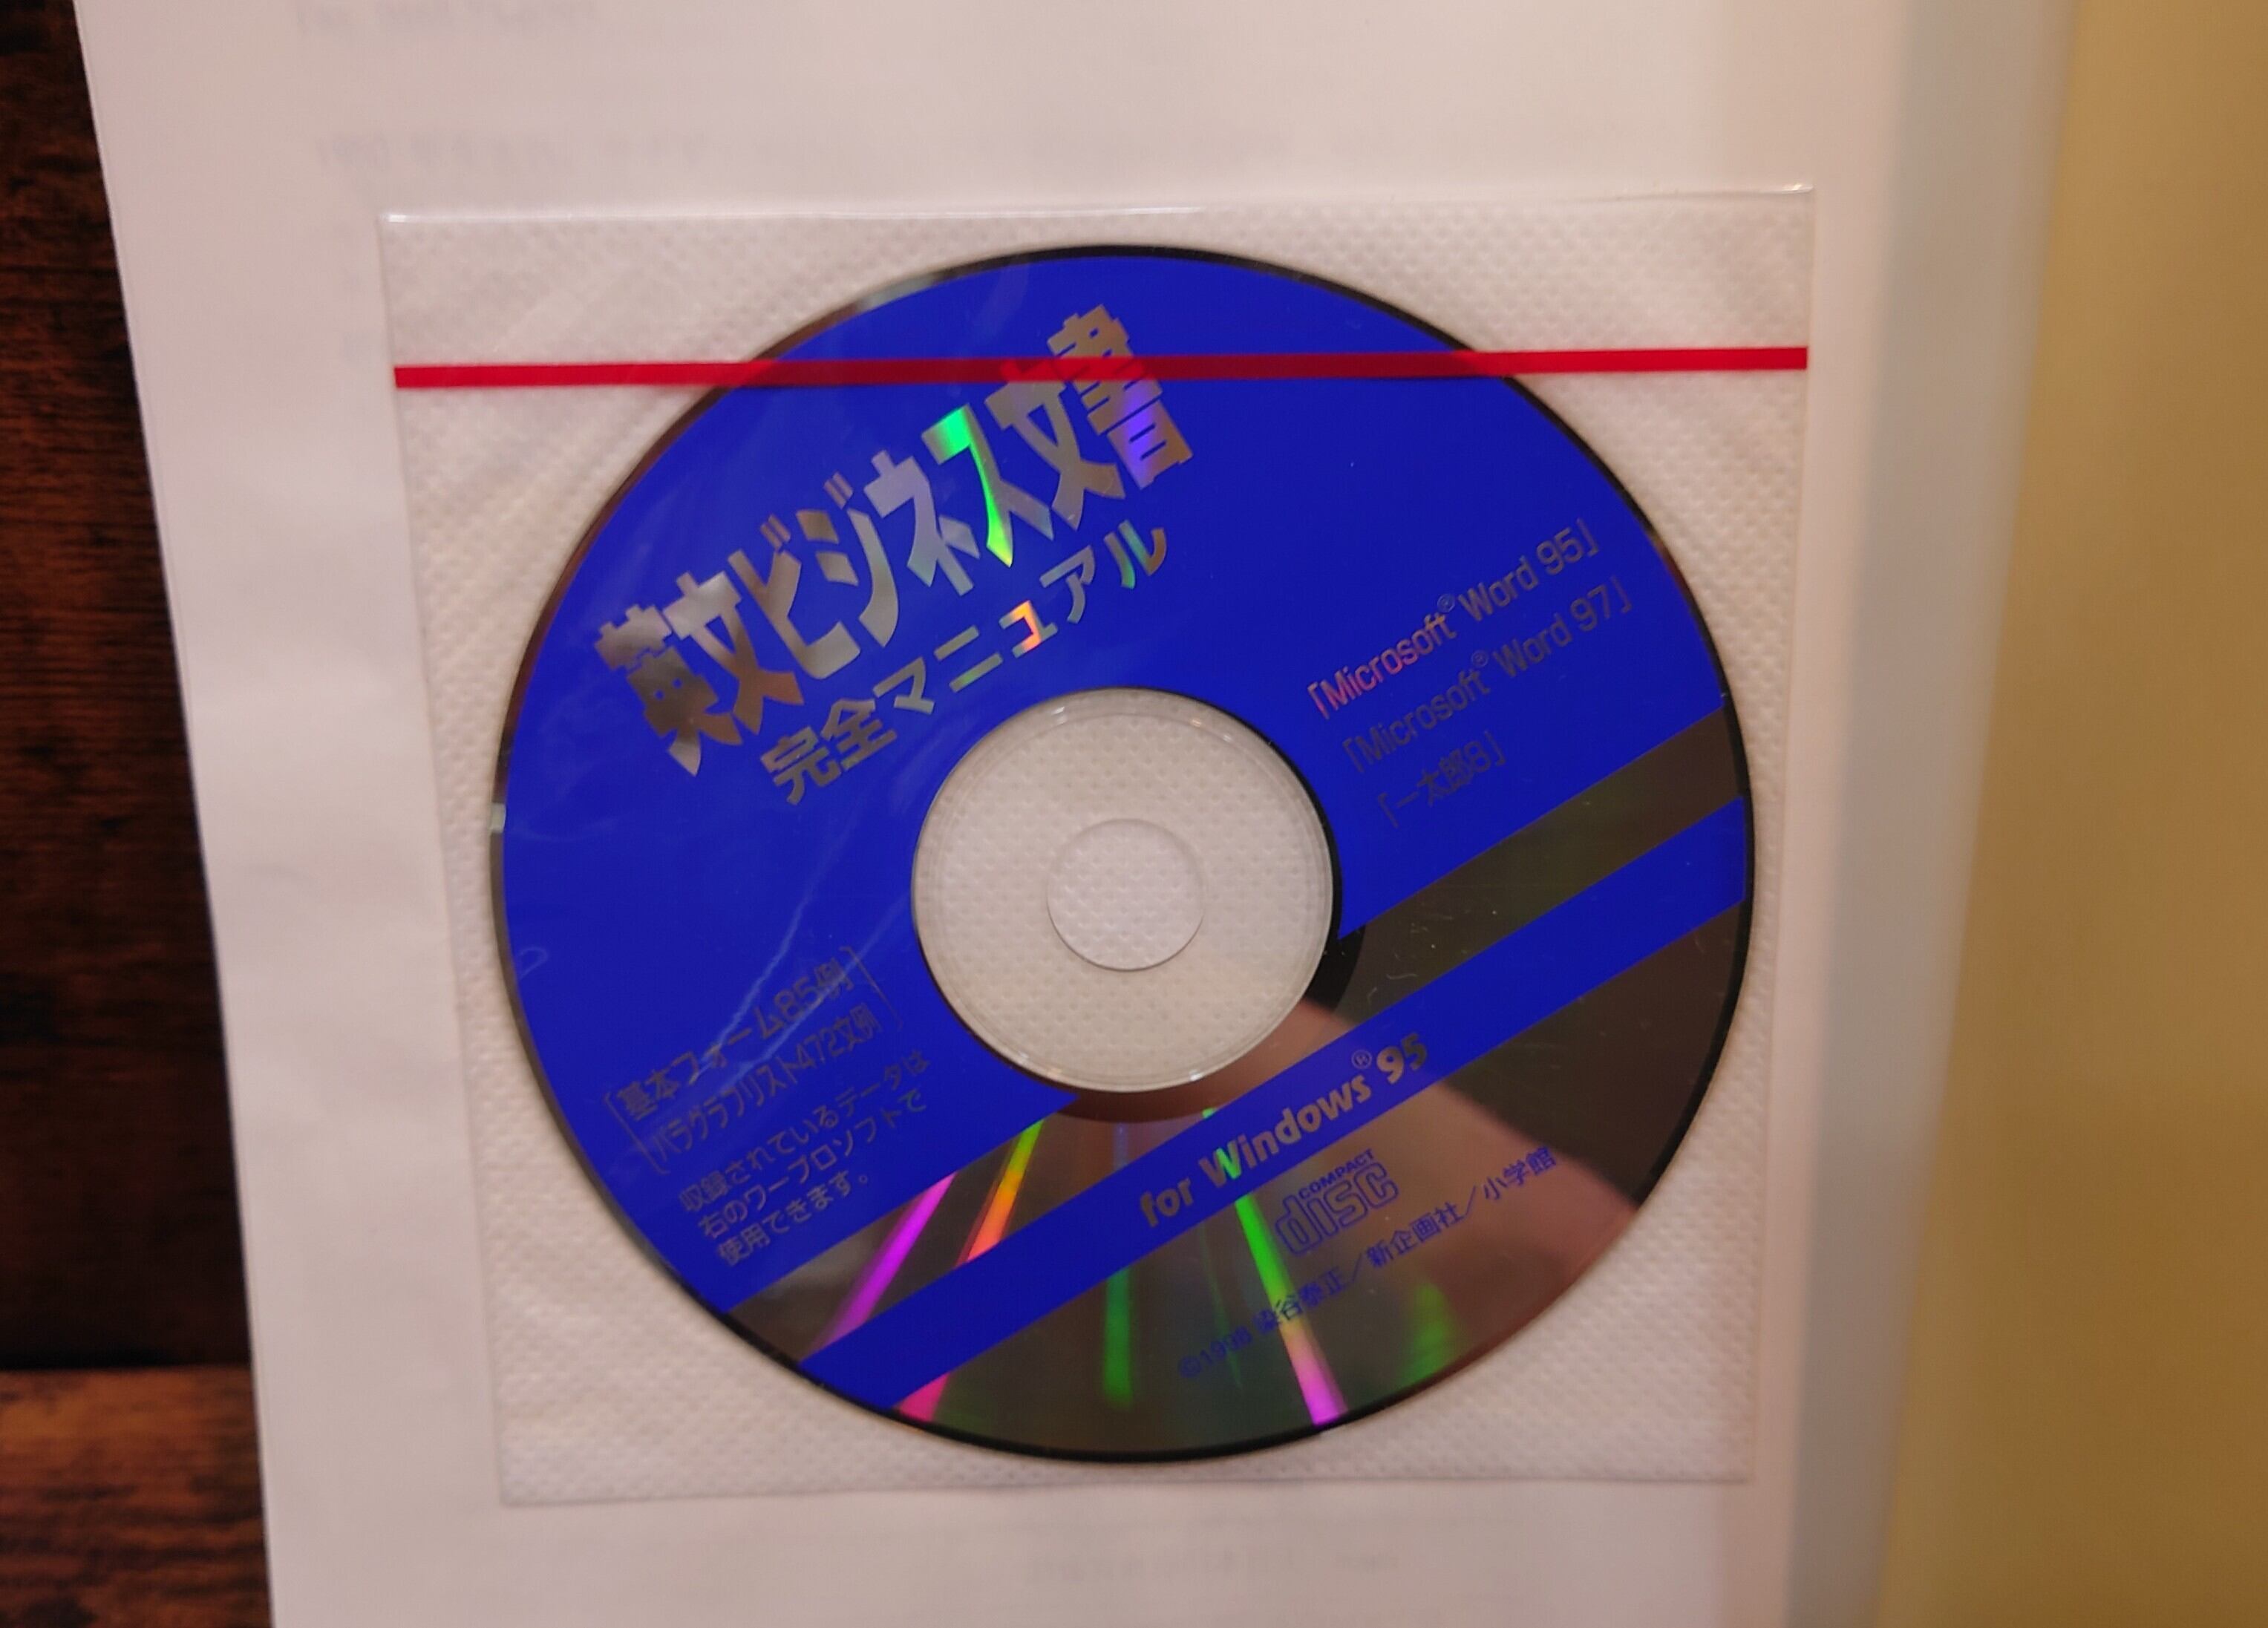 英文ビジネス文書
完全マニュアル
「Microsoft® Word 95」
「Microsoft® Word 97」
「一太郎8」
基本フォーム85例
パラグラフリスト472文例
収録されているデータは
右のワープロソフトで
使用できます。
for Windows® 95
COMPACT
disc
©1998 染谷泰正／新企画社／小学館